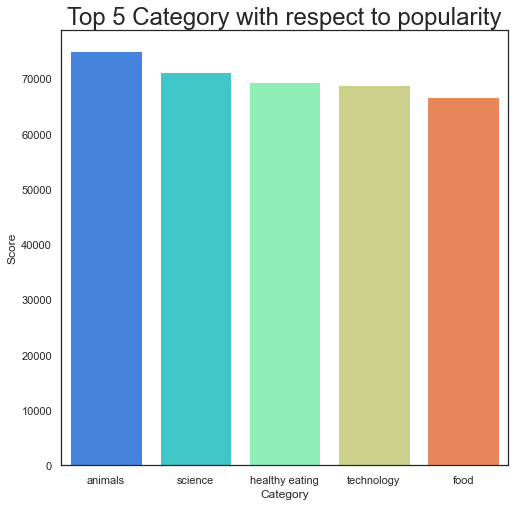 Top 5 Category with respect to popularity
70000
60000
50000
40000
30000
20000
10000
0
Score
animals science healthy eating technology food
Category